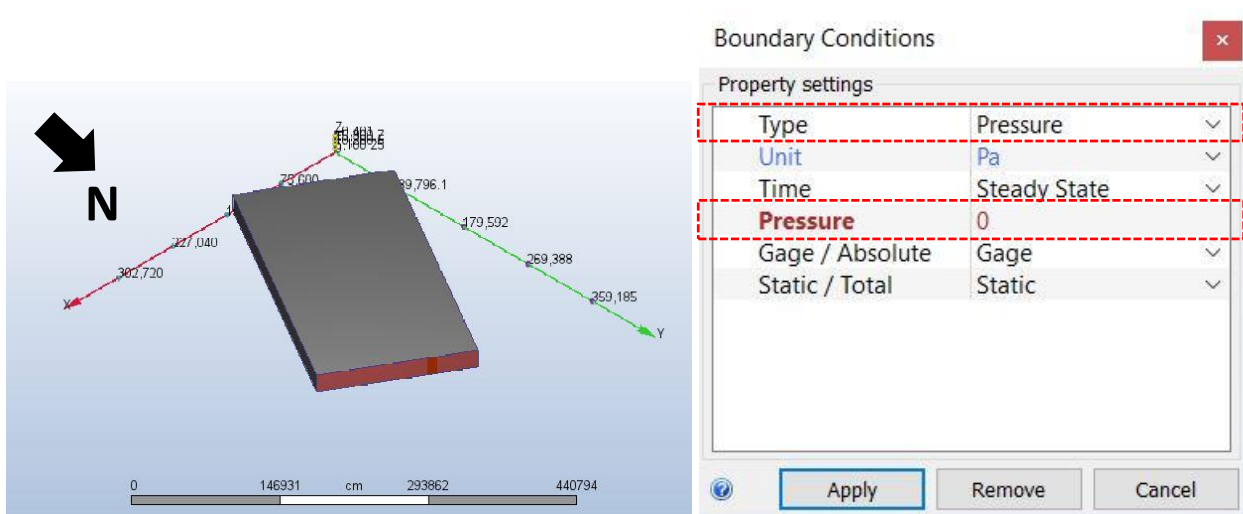 N
Z
75,600
89,796.1
179,592
227,040
302,720
269,388
359,185
X
Y
0 146931 cm 293862 440794
Boundary Conditions
Property settings
Type Pressure
Unit Pa
Time Steady State
Pressure 0
Gage / Absolute Gage
Static / Total Static
Apply Remove Cancel